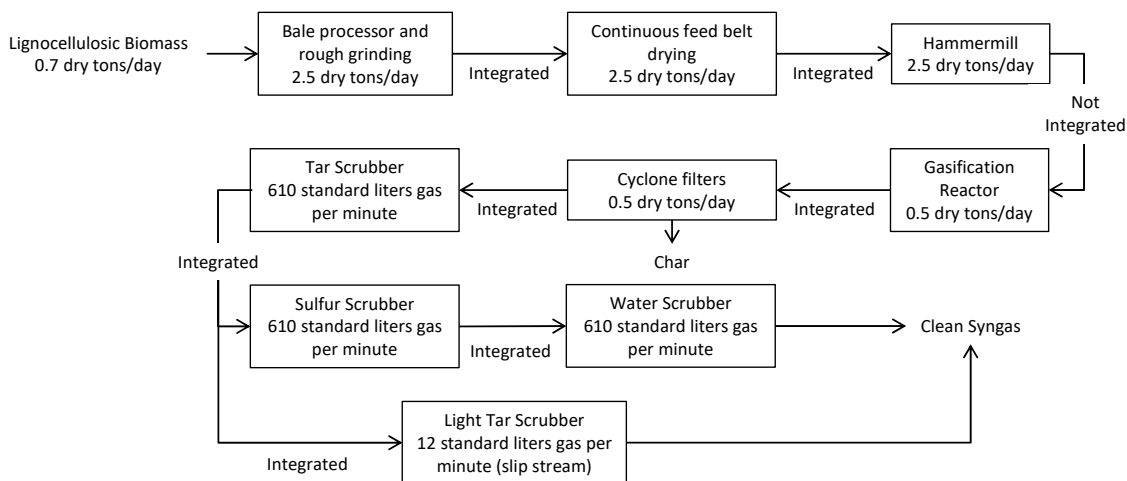 Lignocellulosic Biomass
0.7 dry tons/day
Bale processor and
rough grinding
2.5 dry tons/day
Integrated
Continuous feed belt
drying
2.5 dry tons/day
Integrated
Hammermill
2.5 dry tons/day
Not
Integrated
Tar Scrubber
610 standard liters gas
per minute
Integrated
Cyclone filters
0.5 dry tons/day
Integrated
Gasification
Reactor
0.5 dry tons/day
Integrated
Char
Sulfur Scrubber
610 standard liters gas
per minute
Integrated
Water Scrubber
610 standard liters gas
per minute
Clean Syngas
Light Tar Scrubber
12 standard liters gas per
minute (slip stream)
Integrated